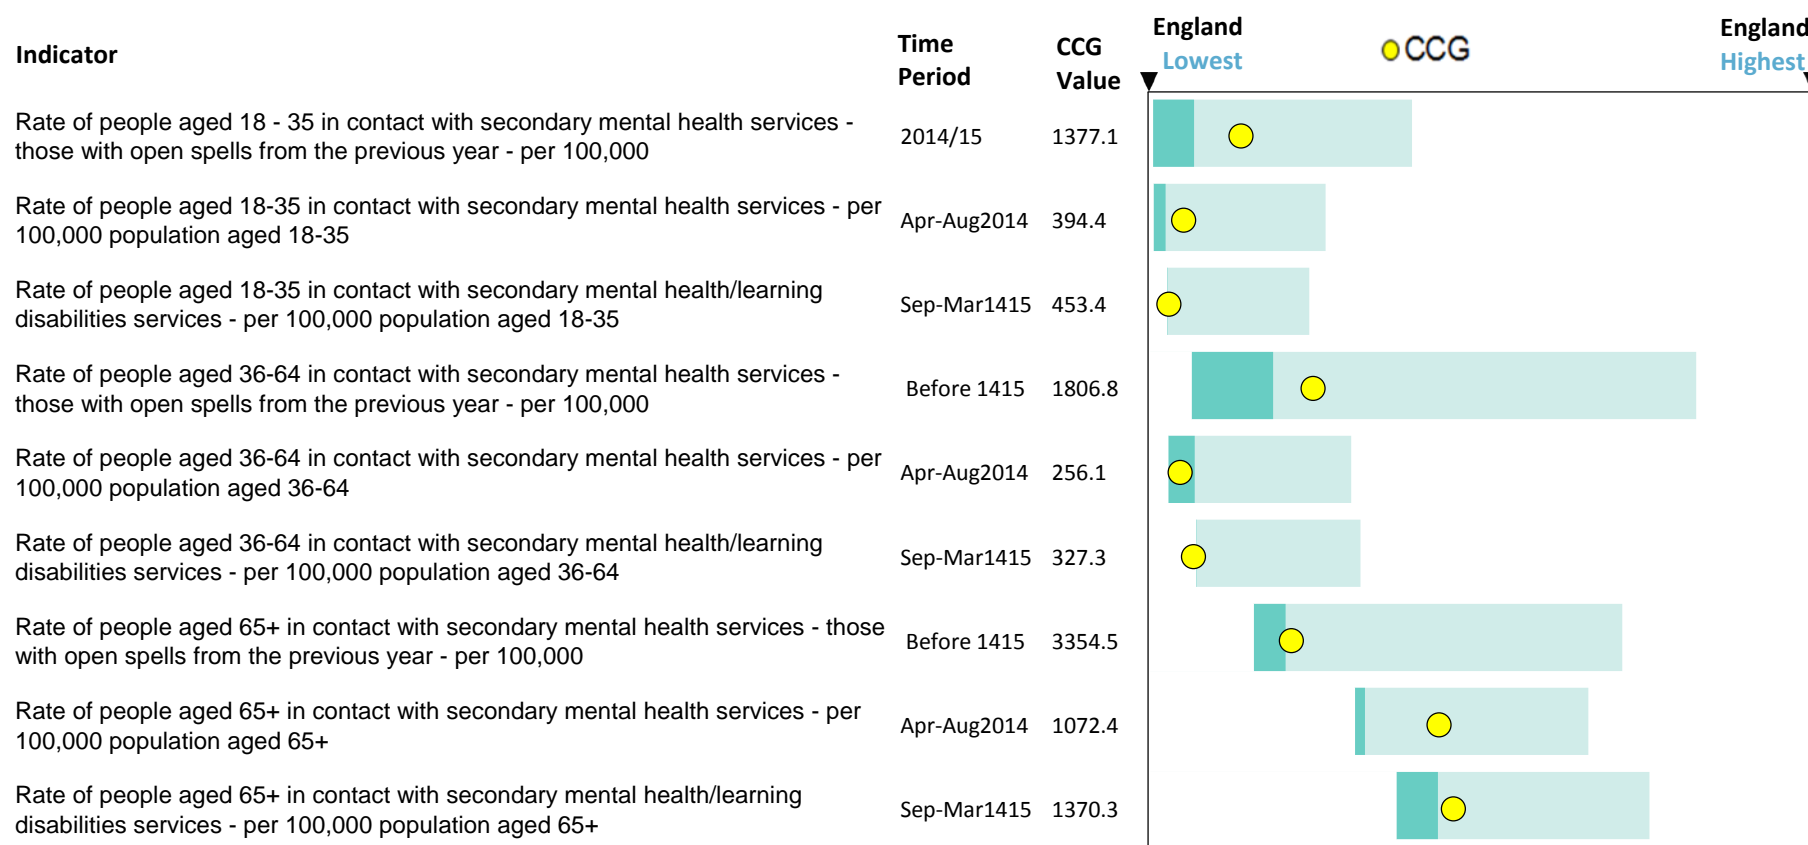 Indicator
Time Period
CCG Value
England Lowest
CCG
England Highest
Rate of people aged 18 - 35 in contact with secondary mental health services -
those with open spells from the previous year - per 100,000
2014/15 1377.1
Rate of people aged 18-35 in contact with secondary mental health services - per
100,000 population aged 18-35
Apr-Aug2014 394.4
Rate of people aged 18-35 in contact with secondary mental health/learning
disabilities services - per 100,000 population aged 18-35
Sep-Mar1415 453.4
Rate of people aged 36-64 in contact with secondary mental health services -
those with open spells from the previous year - per 100,000
Before 1415 1806.8
Rate of people aged 36-64 in contact with secondary mental health services - per
100,000 population aged 36-64
Apr-Aug2014 256.1
Rate of people aged 36-64 in contact with secondary mental health/learning
disabilities services - per 100,000 population aged 36-64
Sep-Mar1415 327.3
Rate of people aged 65+ in contact with secondary mental health services - those
with open spells from the previous year - per 100,000
Before 1415 3354.5
Rate of people aged 65+ in contact with secondary mental health services - per
100,000 population aged 65+
Apr-Aug2014 1072.4
Rate of people aged 65+ in contact with secondary mental health/learning
disabilities services - per 100,000 population aged 65+
Sep-Mar1415 1370.3